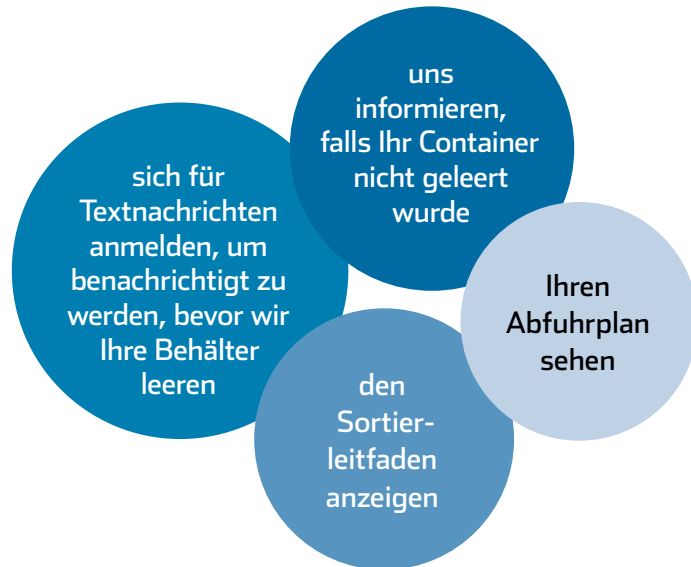 uns
informieren,
falls Ihr Container
nicht geleert
wurde
sich für
Textnachrichten
anmelden, um
benachrichtigt zu
werden, bevor wir
Ihre Behälter
leeren
Ihren
Abfuhrplan
sehen
den
Sortier-
leitfaden
anzeigen